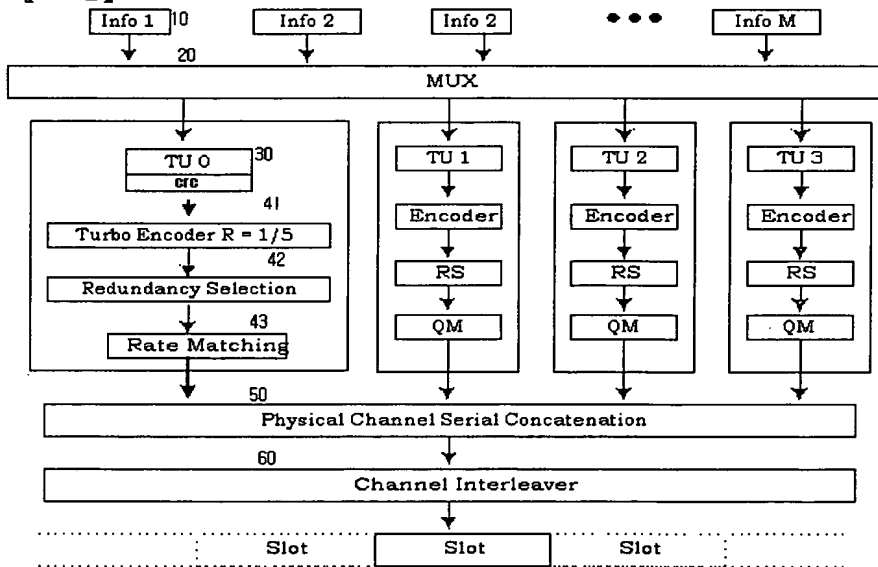 Info 1 10 Info 2 Info 2 ••• Info M
20
MUX
TU 0 30 TU 1 TU 2 TU 3
crc
41
Turbo Encoder R = 1/5 Encoder Encoder Encoder
42
Redundancy Selection RS RS RS
43
Rate Matching QM QM QM
50
Physical Channel Serial Concatenation
60
Channel Interleaver
Slot Slot Slot